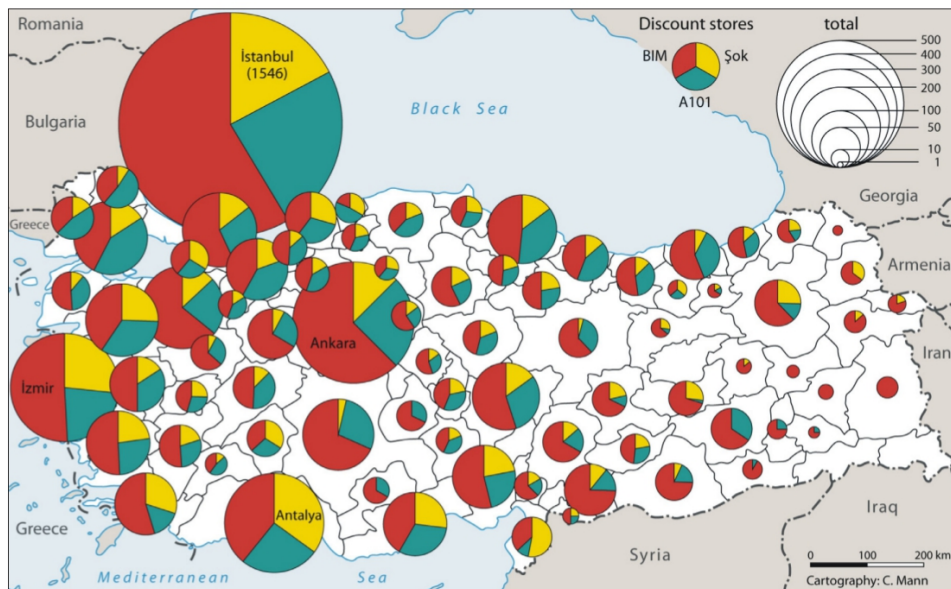 Romania
Bulgaria
Greece
İstanbul
(1546)
Black Sea
Discount stores
BIM
Şok
A101
total
500
400
300
200
100
50
10
1
Georgia
Armenia
Iran
Ankara
İzmir
Antalya
Greece
Mediterranean Sea
Syria
Iraq
0 100 200 km
Cartography: C. Mann